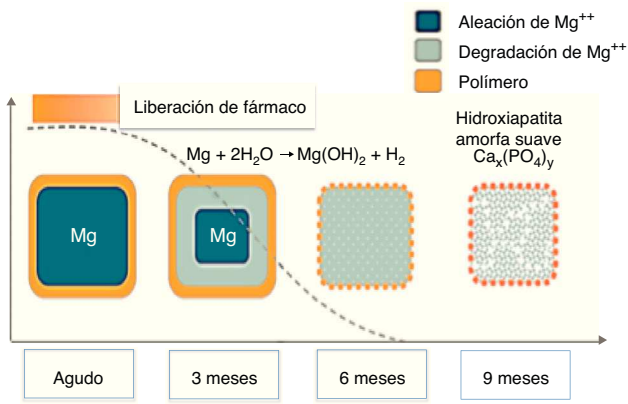 Aleación de Mg⁺⁺
Degradación de Mg⁺⁺
Polímero
Liberación de fármaco
Mg + 2H₂O → Mg(OH)₂ + H₂
Hidroxiapatita
amorfa suave
Caₓ(PO₄)ᵧ
Mg
Mg
Agudo
3 meses
6 meses
9 meses